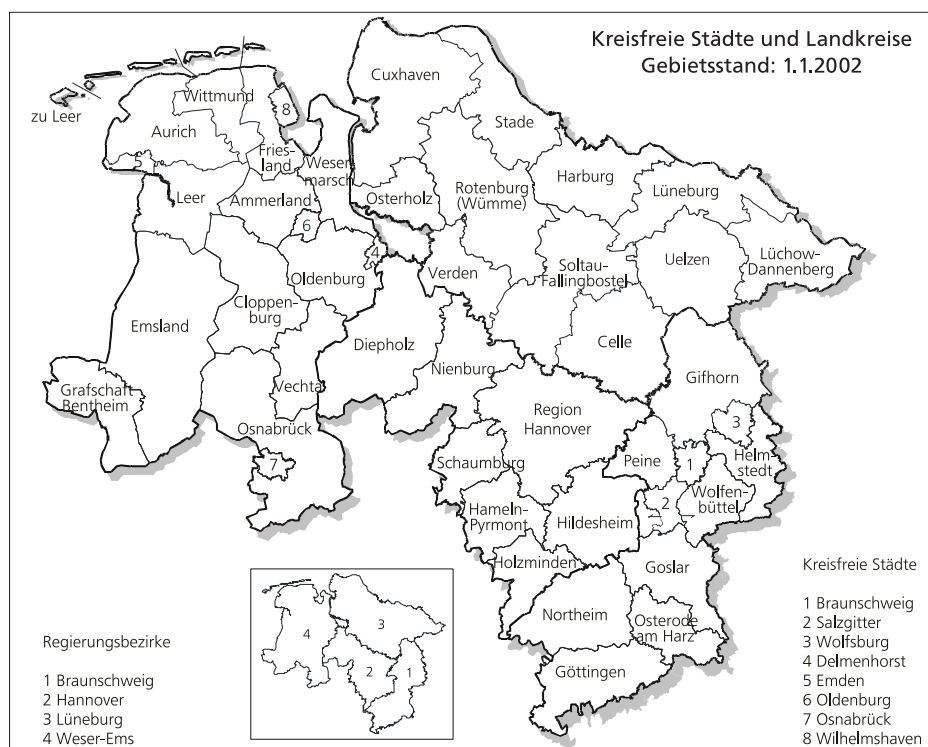 Kreisfreie Städte und Landkreise
Gebietsstand: 1.1.2002
Cuxhaven
Wittmund
8
zu Leer
Aurich
Stade
Fries-
land
Weser-
marsch
Harburg
Lüneburg
Leer
Ammerland
Osterholz
Rotenburg
(Wümme)
6
4
Oldenburg
Verden
Soltau-
Fallingbostel
Uelzen
Lüchow-
Dannenberg
Cloppen-
burg
Emsland
Diepholz
Celle
Nienburg
Gifhorn
Grafschaft
Bentheim
Vechta
Osnabrück
Region
Hannover
3
7
Schaumburg
Peine
1
Helm-
stedt
Wolfen-
büttel
2
Hameln-
Pyrmont
Hildesheim
Holzminden
Goslar
Northeim
Osterode
am Harz
Göttingen
4
3
2
1
Regierungsbezirke
1 Braunschweig
2 Hannover
3 Lüneburg
4 Weser-Ems
Kreisfreie Städte
1 Braunschweig
2 Salzgitter
3 Wolfsburg
4 Delmenhorst
5 Emden
6 Oldenburg
7 Osnabrück
8 Wilhelmshaven